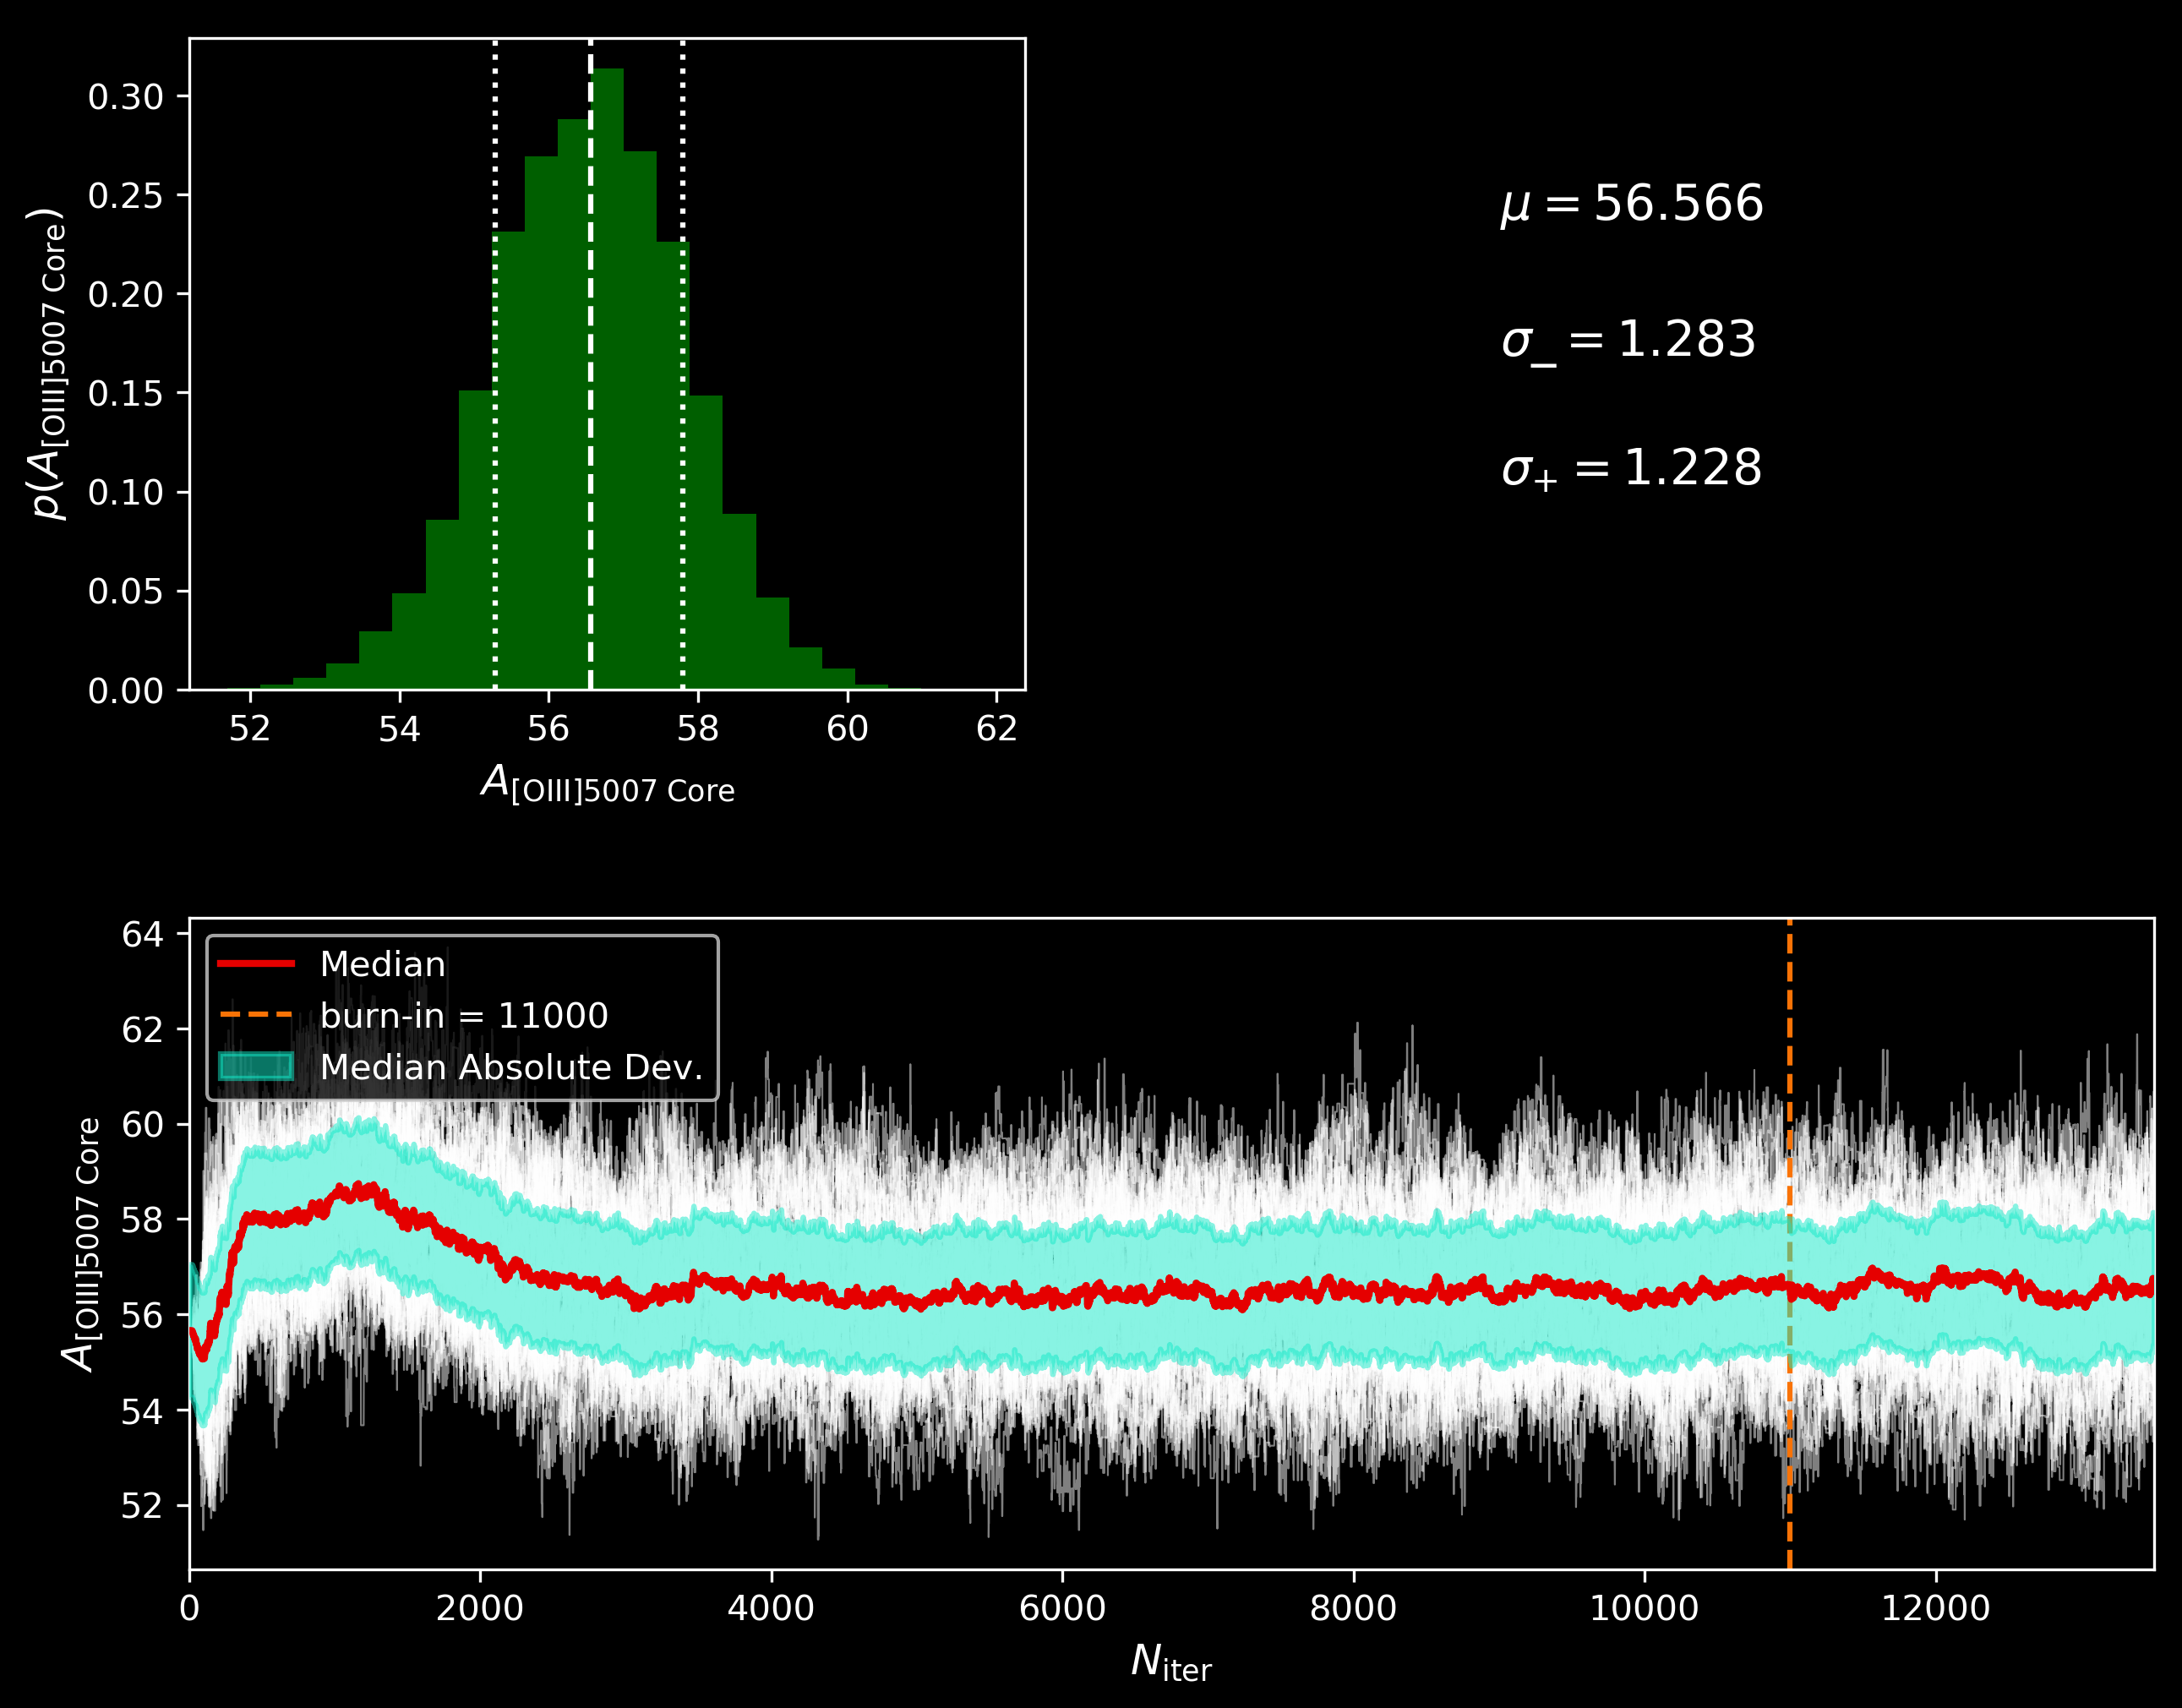 0.30
0.25
0.20
0.15
0.10
0.05
0.00
p(A[OIII]5007 Core)
52 54 56 58 60 62
A[OIII]5007 Core
μ = 56.566
σ− = 1.283
σ+ = 1.228
64
62
60
58
56
54
52
A[OIII]5007 Core
Median
burn-in = 11000
Median Absolute Dev.
0 2000 4000 6000 8000 10000 12000
Niter